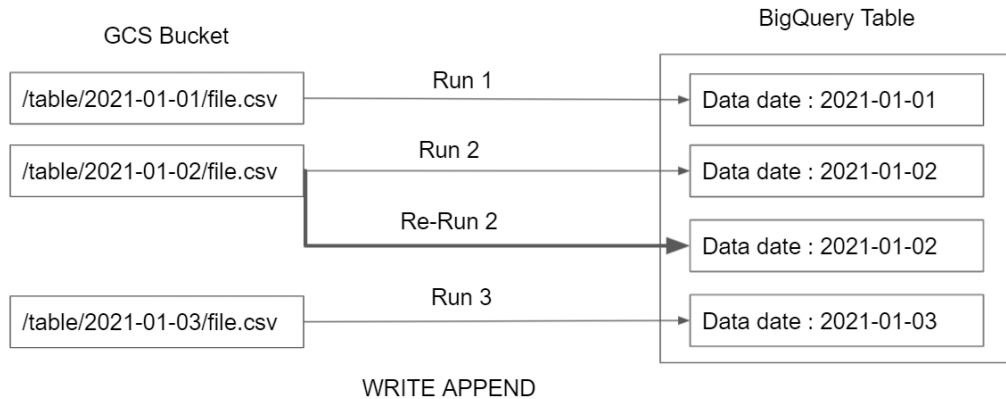 BigQuery Table
GCS Bucket
/table/2021-01-01/file.csv
Run 1
Data date : 2021-01-01
/table/2021-01-02/file.csv
Run 2
Data date : 2021-01-02
Re-Run 2
Data date : 2021-01-02
/table/2021-01-03/file.csv
Run 3
Data date : 2021-01-03
WRITE APPEND